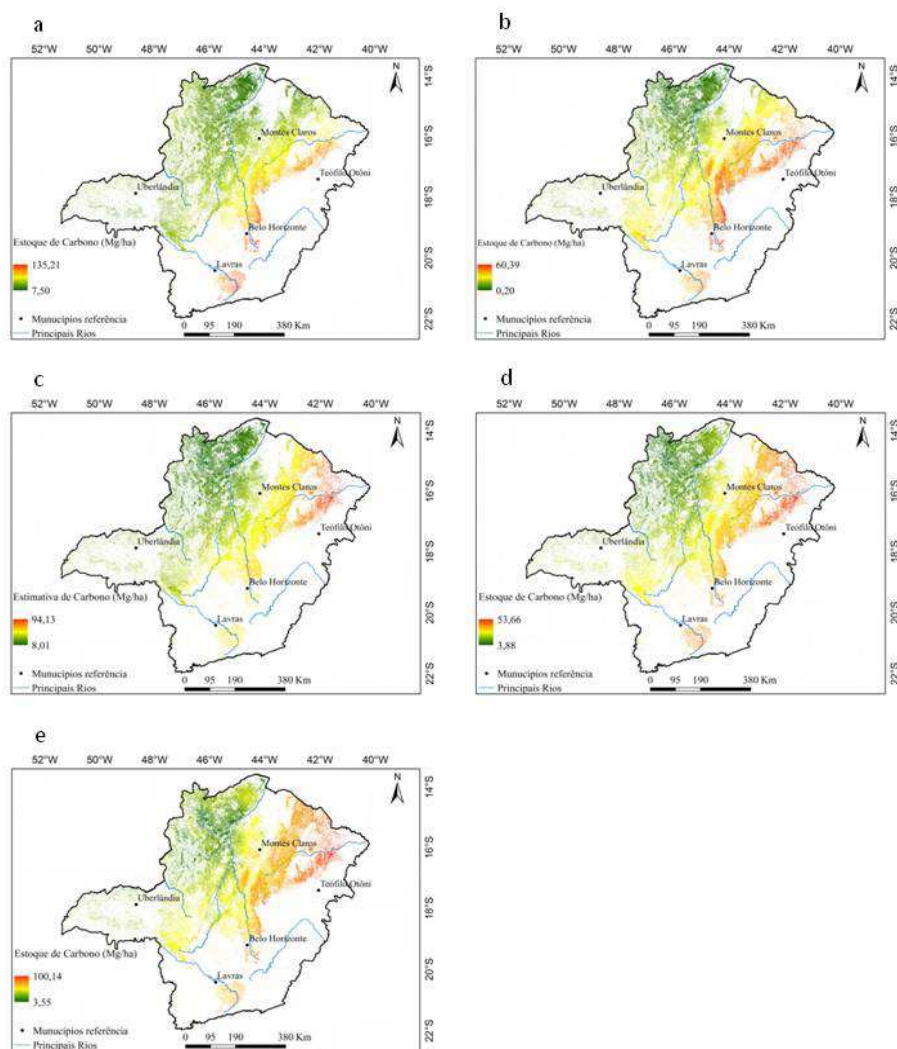 a
52°W 50°W 48°W 46°W 44°W 42°W 40°W
N
14°S
16°S
18°S
20°S
22°S
Montes Claros
Teófilo Otôni
Uberlândia
Belo Horizonte
Lavras
Estoque de Carbono (Mg/ha)
135,21
7,50
Munucípios referência
Principais Rios
0 95 190 380 Km
b
52°W 50°W 48°W 46°W 44°W 42°W 40°W
N
14°S
16°S
18°S
20°S
22°S
Montes Claros
Teófilo Otôni
Uberlândia
Belo Horizonte
Lavras
Estoque de Carbono (Mg/ha)
60,39
0,20
Munucípios referência
Principais Rios
0 95 190 380 Km
c
52°W 50°W 48°W 46°W 44°W 42°W 40°W
N
14°S
16°S
18°S
20°S
22°S
Montes Claros
Teófilo Otôni
Uberlândia
Belo Horizonte
Lavras
Estimativa de Carbono (Mg/ha)
94,13
8,01
Munucípios referência
Principais Rios
0 95 190 380 Km
d
52°W 50°W 48°W 46°W 44°W 42°W 40°W
N
14°S
16°S
18°S
20°S
22°S
Montes Claros
Teófilo Otôni
Uberlândia
Belo Horizonte
Lavras
Estoque de Carbono (Mg/ha)
53,66
3,88
Munucípios referência
Principais Rios
0 95 190 380 Km
e
52°W 50°W 48°W 46°W 44°W 42°W 40°W
N
14°S
16°S
18°S
20°S
22°S
Montes Claros
Teófilo Otôni
Uberlândia
Belo Horizonte
Lavras
Estoque de Carbono (Mg/ha)
100,14
3,55
Munucípios referência
Principais Rios
0 95 190 380 Km